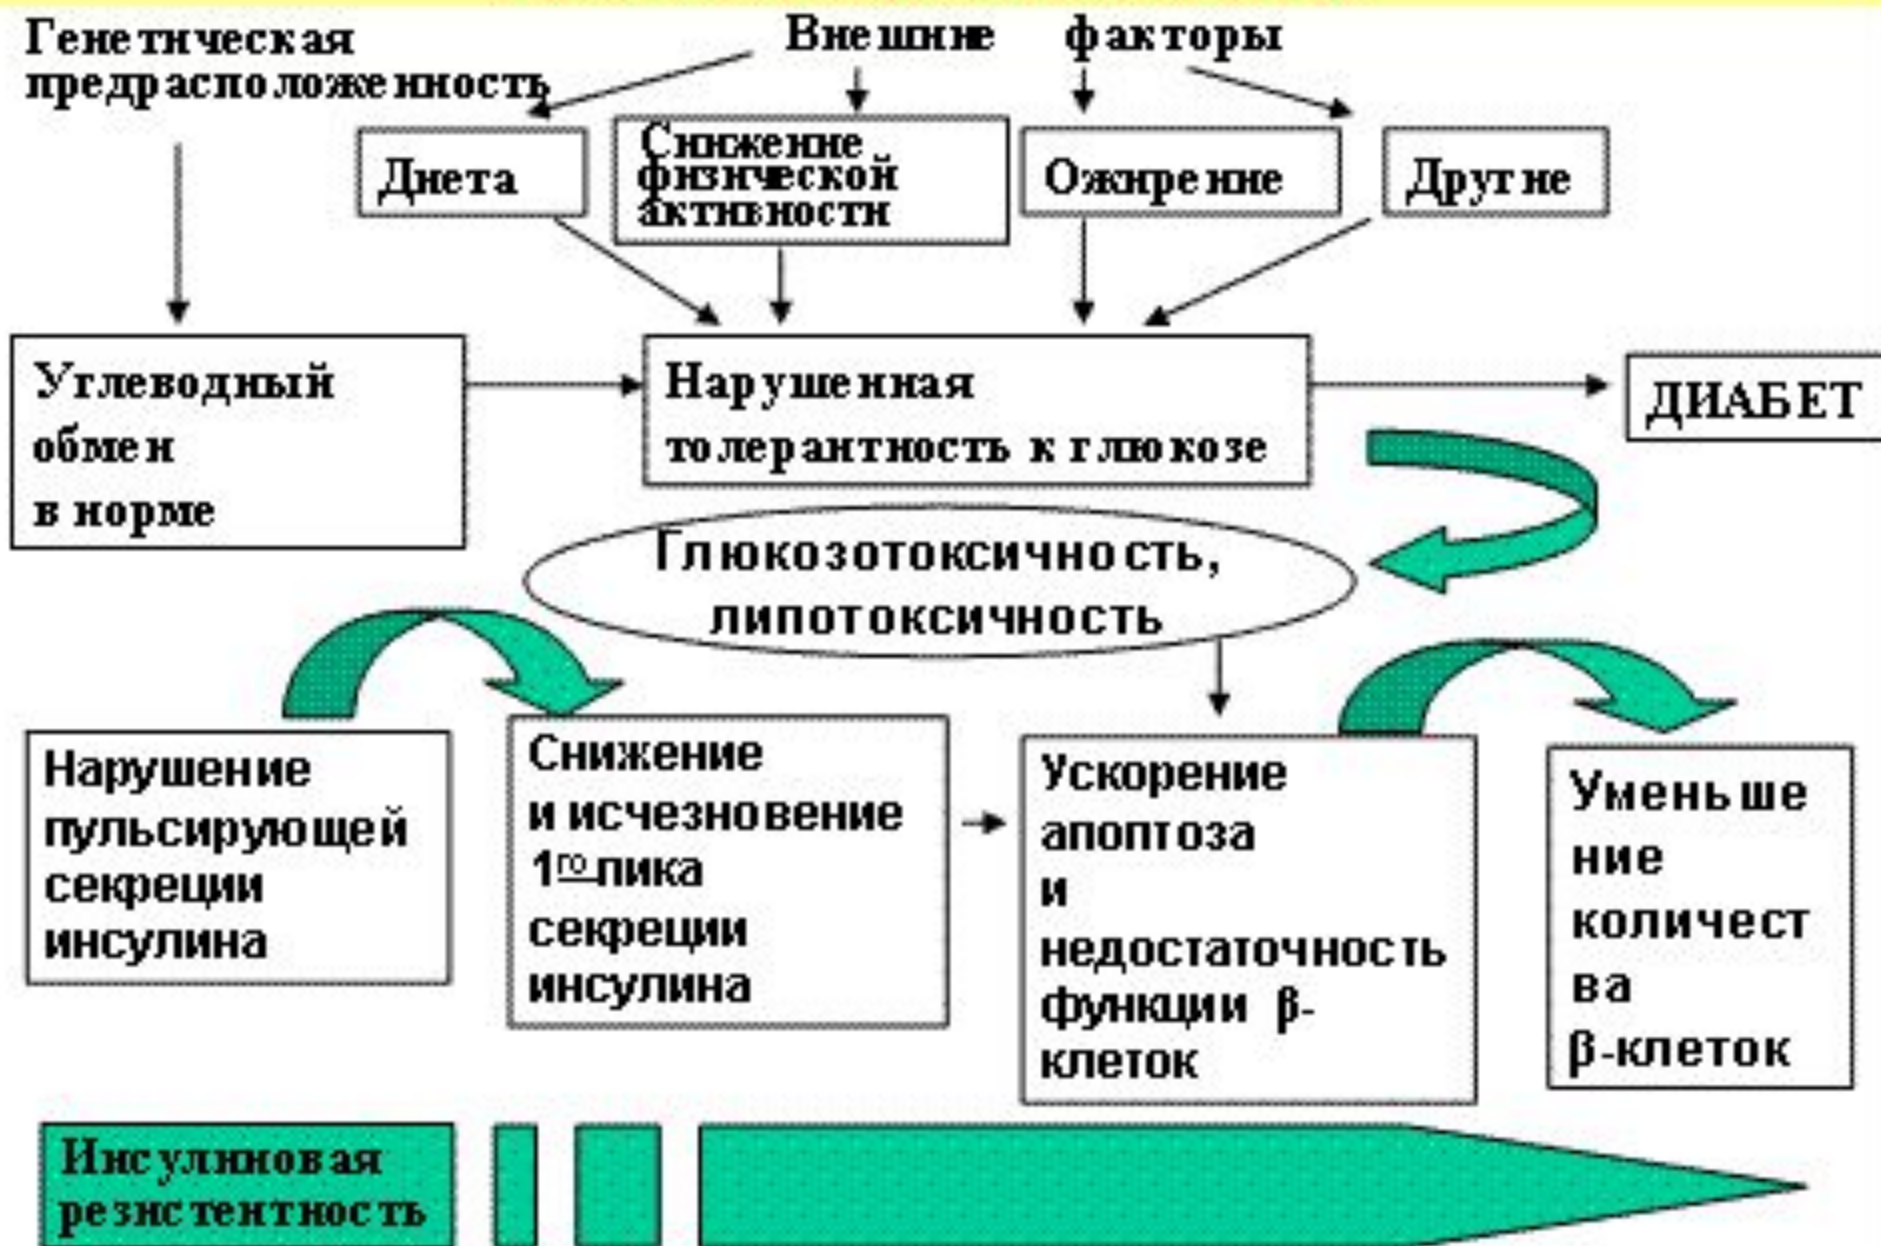 Генетическая
предрасположенность
Внешние факторы
Диета
Снижение
физической
активности
Ожирение
Другие
Углеводный
обмен
в норме
Нарушенная
толерантность к глюкозе
ДИАБЕТ
Глюкозотоксичность,
липотоксичность
Нарушение
пульсирующей
секреции
инсулина
Снижение
и исчезновение
1го пика
секреции
инсулина
Ускорение
апоптоза
и
недостаточность
функции β-
клеток
Уменьше
ние
количест
ва
β-клеток
Инсулиновая
резистентность